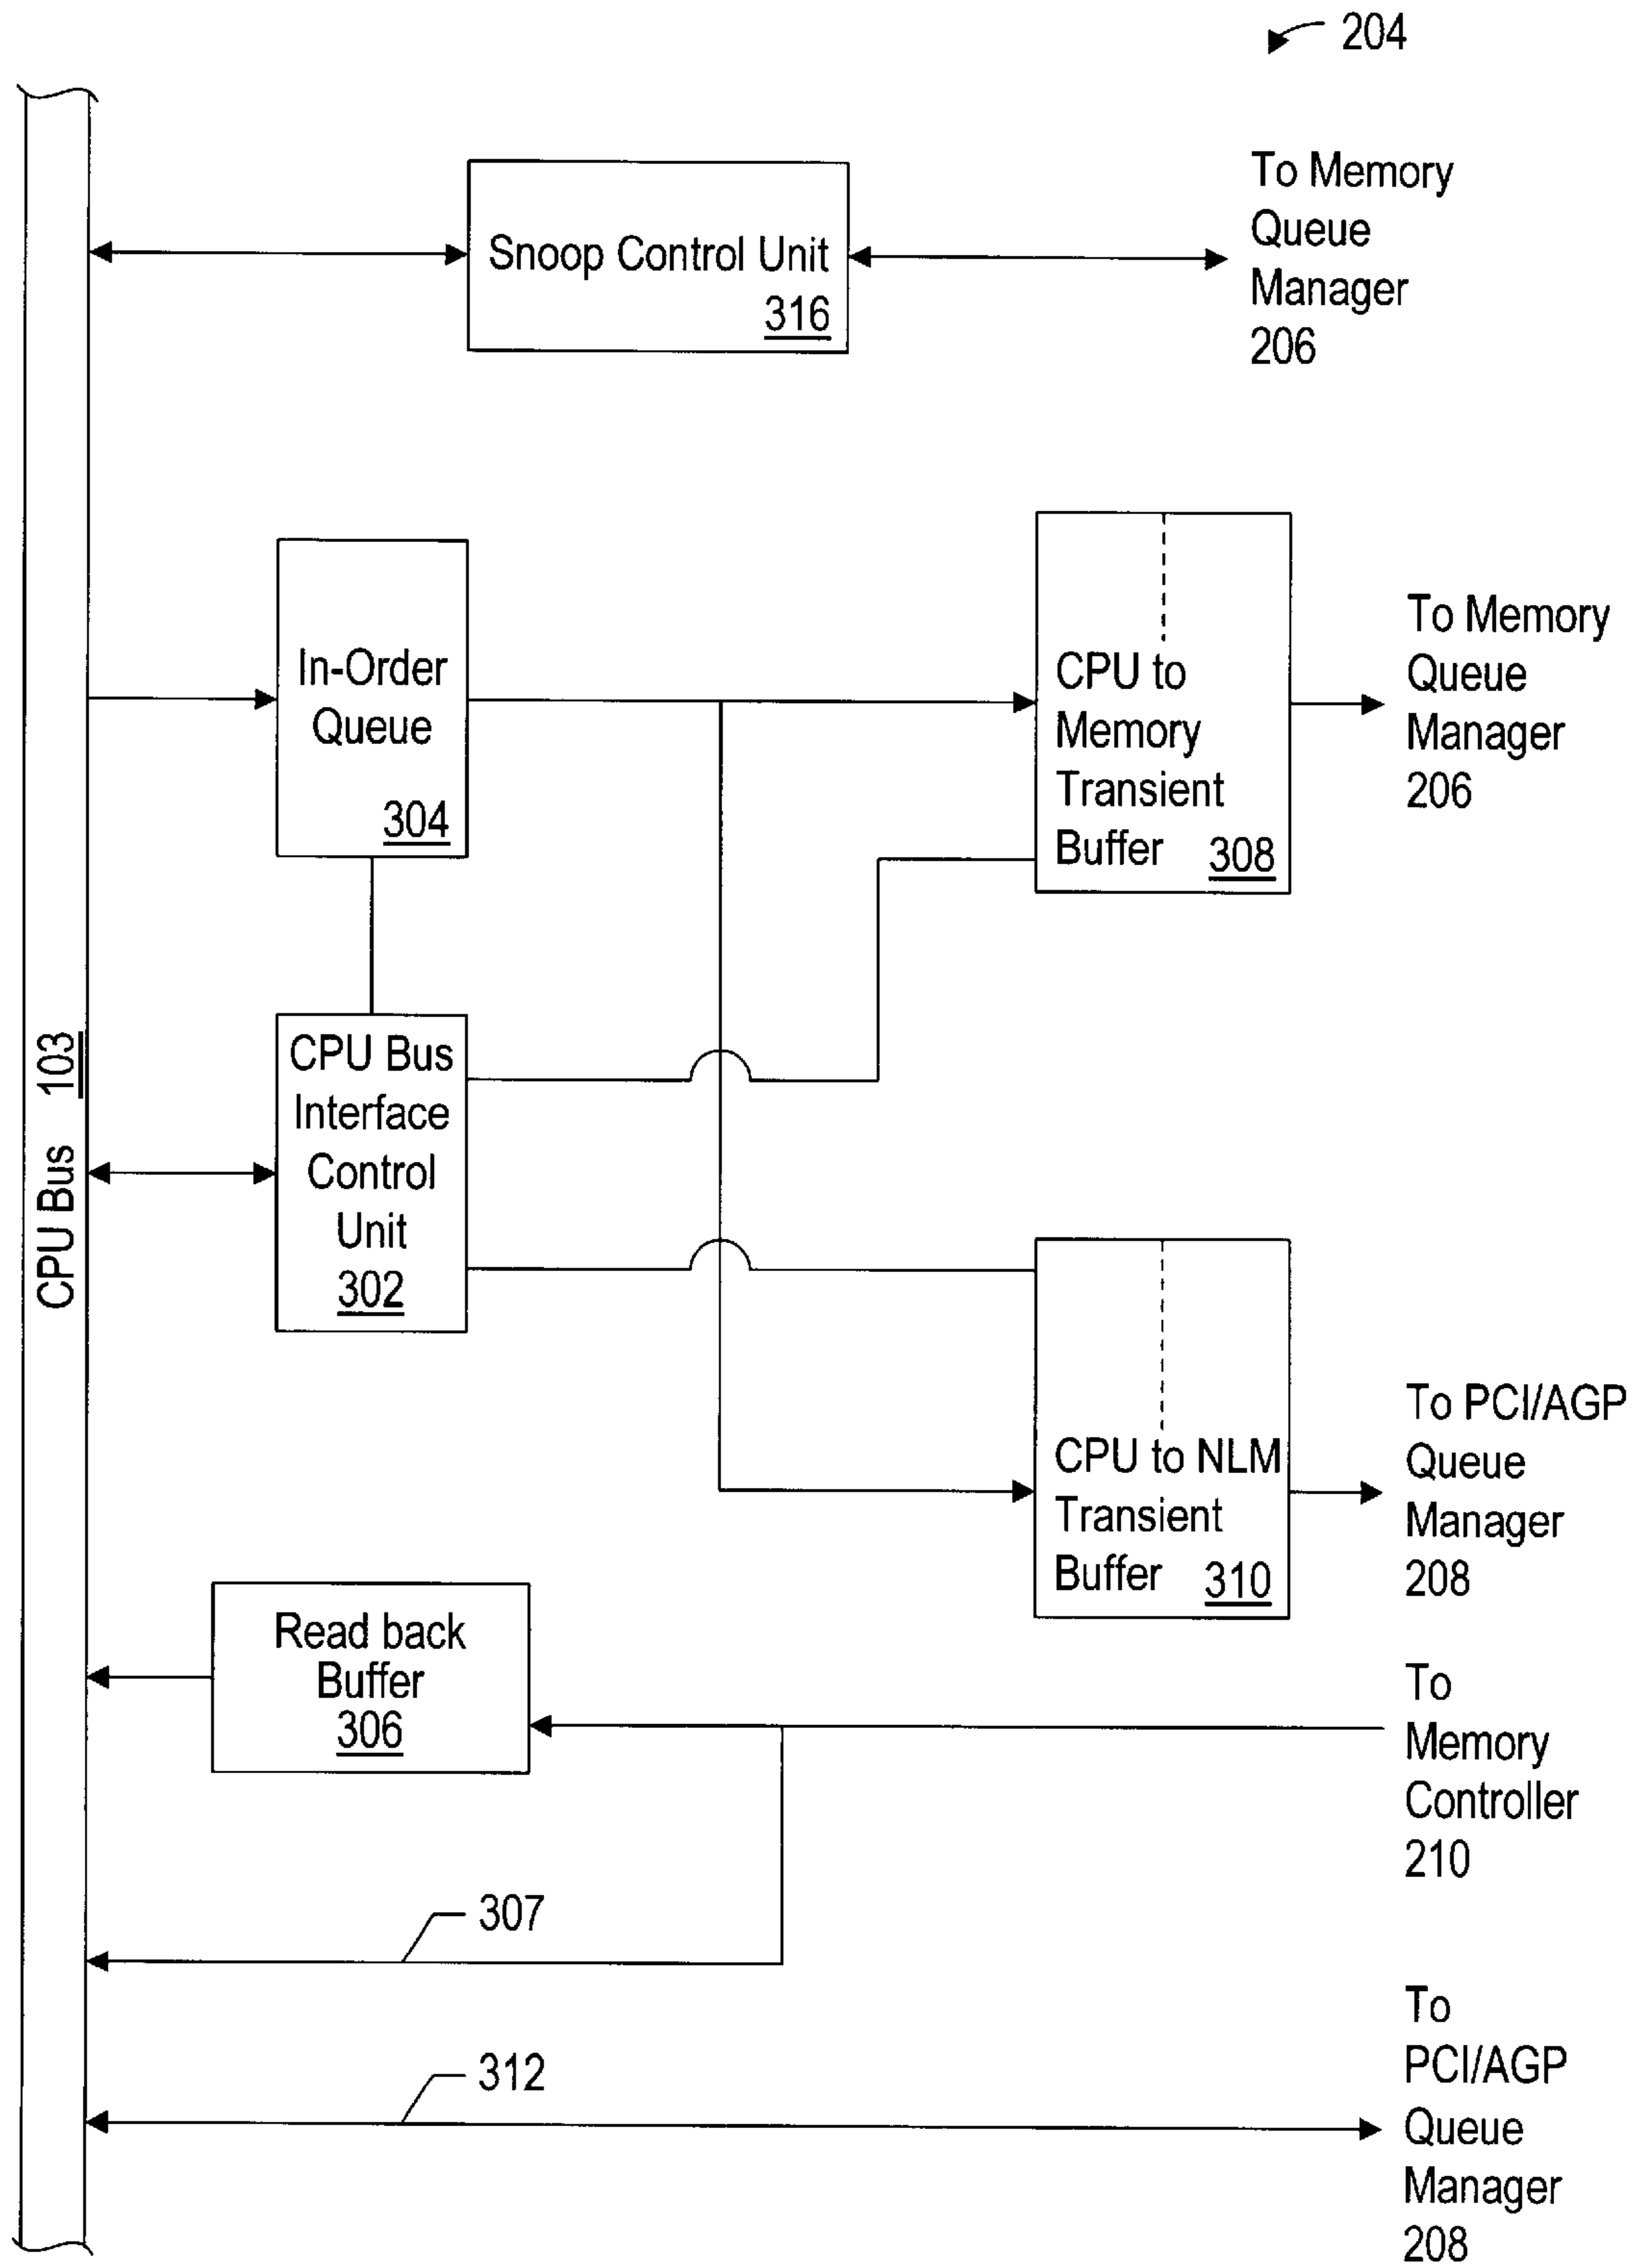 204
To Memory
Queue
Manager
206
Snoop Control Unit
316
To Memory
Queue
Manager
206
In-Order
Queue
304
CPU to
Memory
Transient
Buffer 308
CPU Bus 103
CPU Bus
Interface
Control
Unit
302
To PCI/AGP
Queue
Manager
208
CPU to NLM
Transient
Buffer 310
Read back
Buffer
306
To
Memory
Controller
210
307
To
PCI/AGP
Queue
Manager
208
312